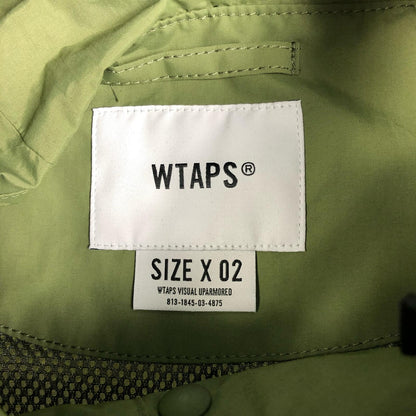 WTAPS®
SIZE X 02
WTAPS VISUAL UPARMORED
813-1845-03-4875